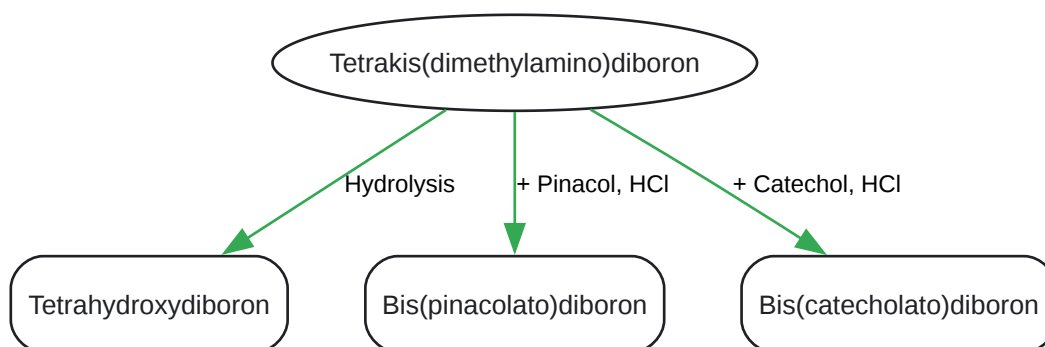 Tetrakis(dimethylamino)diboron
Hydrolysis
+ Pinacol, HCl
+ Catechol, HCl
Tetrahydroxydiboron
Bis(pinacolato)diboron
Bis(catecholato)diboron